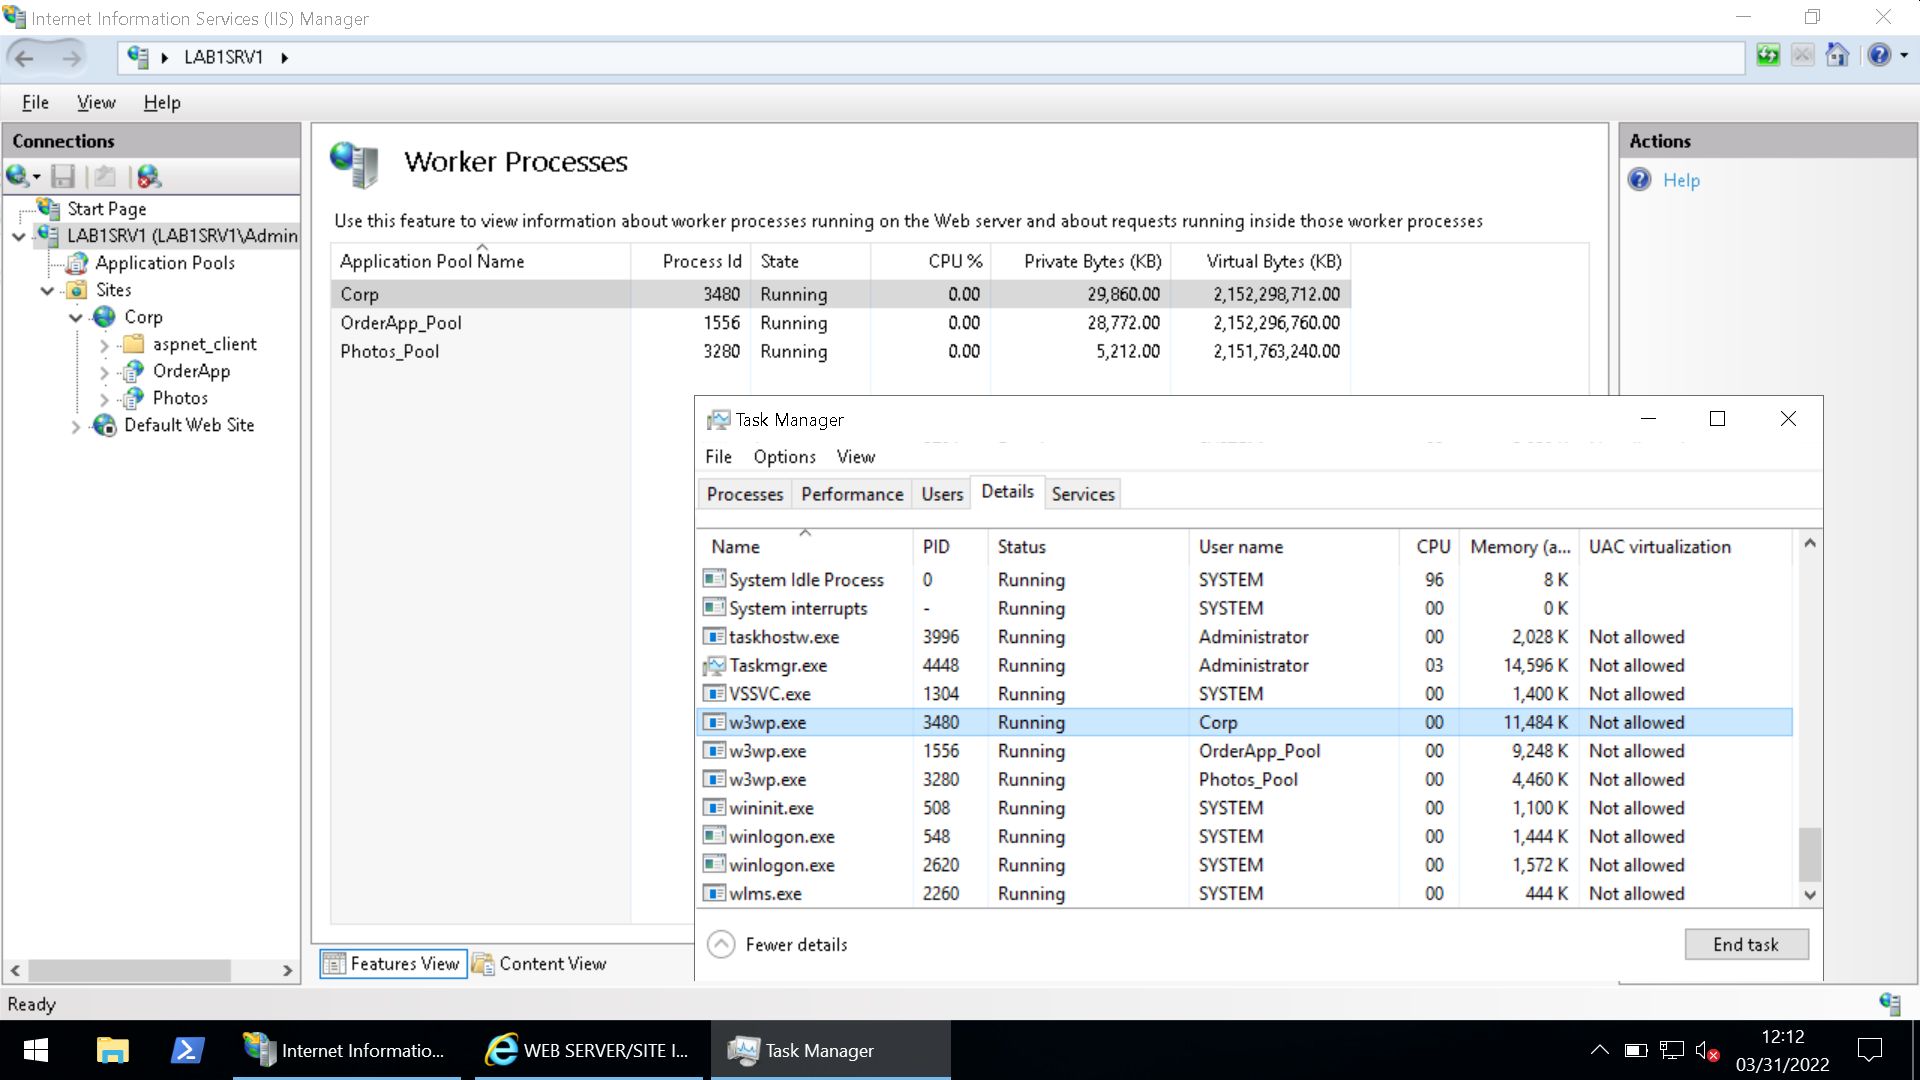 Internet Information Services (IIS) Manager
LAB1SRV1
File View Help
Connections
Start Page
LAB1SRV1 (LAB1SRV1\Admin
Application Pools
Sites
Corp
aspnet_client
OrderApp
Photos
Default Web Site
Worker Processes
Use this feature to view information about worker processes running on the Web server and about requests running inside those worker processes
Application Pool Name Process Id State CPU % Private Bytes (KB) Virtual Bytes (KB)
Corp 3480 Running 0.00 29,860.00 2,152,298,712.00
OrderApp_Pool 1556 Running 0.00 28,772.00 2,152,296,760.00
Photos_Pool 3280 Running 0.00 5,212.00 2,151,763,240.00
Actions
Help
Task Manager
File Options View
Processes Performance Users Details Services
Name PID Status User name CPU Memory (a... UAC virtualization
System Idle Process 0 Running SYSTEM 96 8 K
System interrupts - Running SYSTEM 00 0 K
taskhostw.exe 3996 Running Administrator 00 2,028 K Not allowed
Taskmgr.exe 4448 Running Administrator 03 14,596 K Not allowed
VSSVC.exe 1304 Running SYSTEM 00 1,400 K Not allowed
w3wp.exe 3480 Running Corp 00 11,484 K Not allowed
w3wp.exe 1556 Running OrderApp_Pool 00 9,248 K Not allowed
w3wp.exe 3280 Running Photos_Pool 00 4,460 K Not allowed
wininit.exe 508 Running SYSTEM 00 1,100 K Not allowed
winlogon.exe 548 Running SYSTEM 00 1,444 K Not allowed
winlogon.exe 2620 Running SYSTEM 00 1,572 K Not allowed
wlms.exe 2260 Running SYSTEM 00 444 K Not allowed
Fewer details End task
Features View Content View
Ready
Internet Informatio... WEB SERVER/SITE I... Task Manager
12:12
03/31/2022